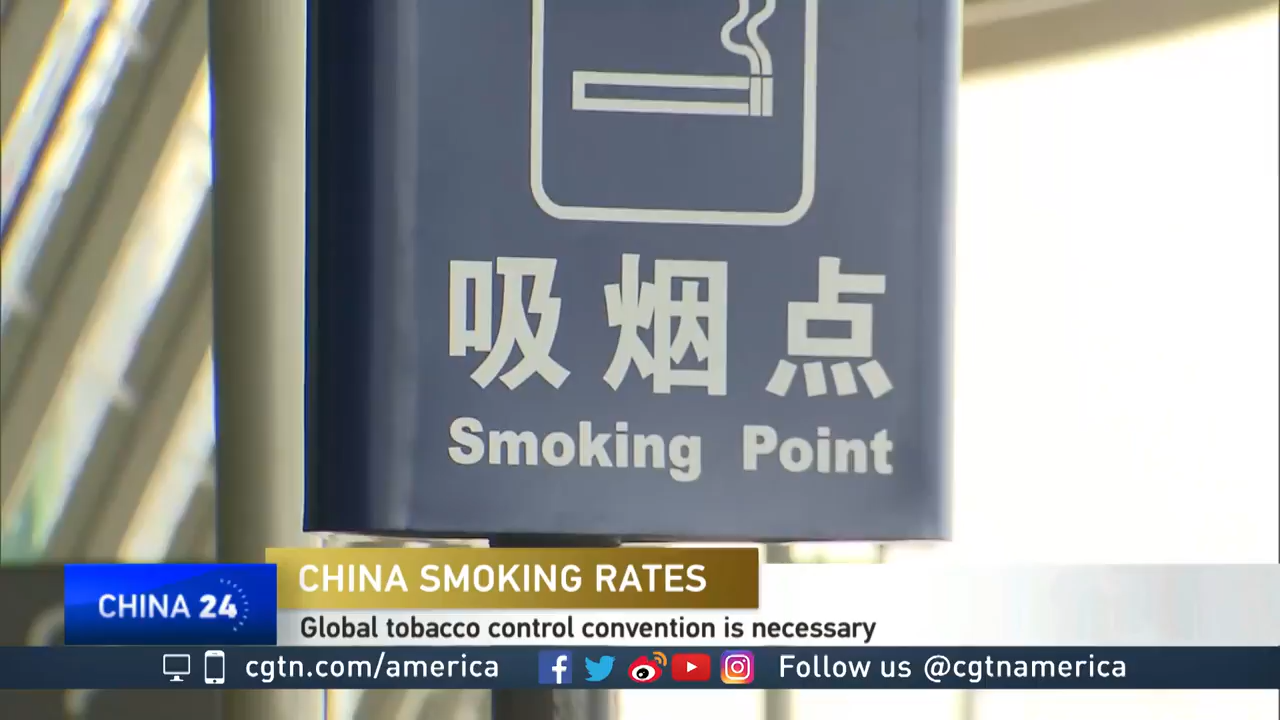 吸烟点
Smoking Point
CHINA SMOKING RATES
CHINA 24
Global tobacco control convention is necessary
cgtn.com/america
Follow us @cgtnamerica